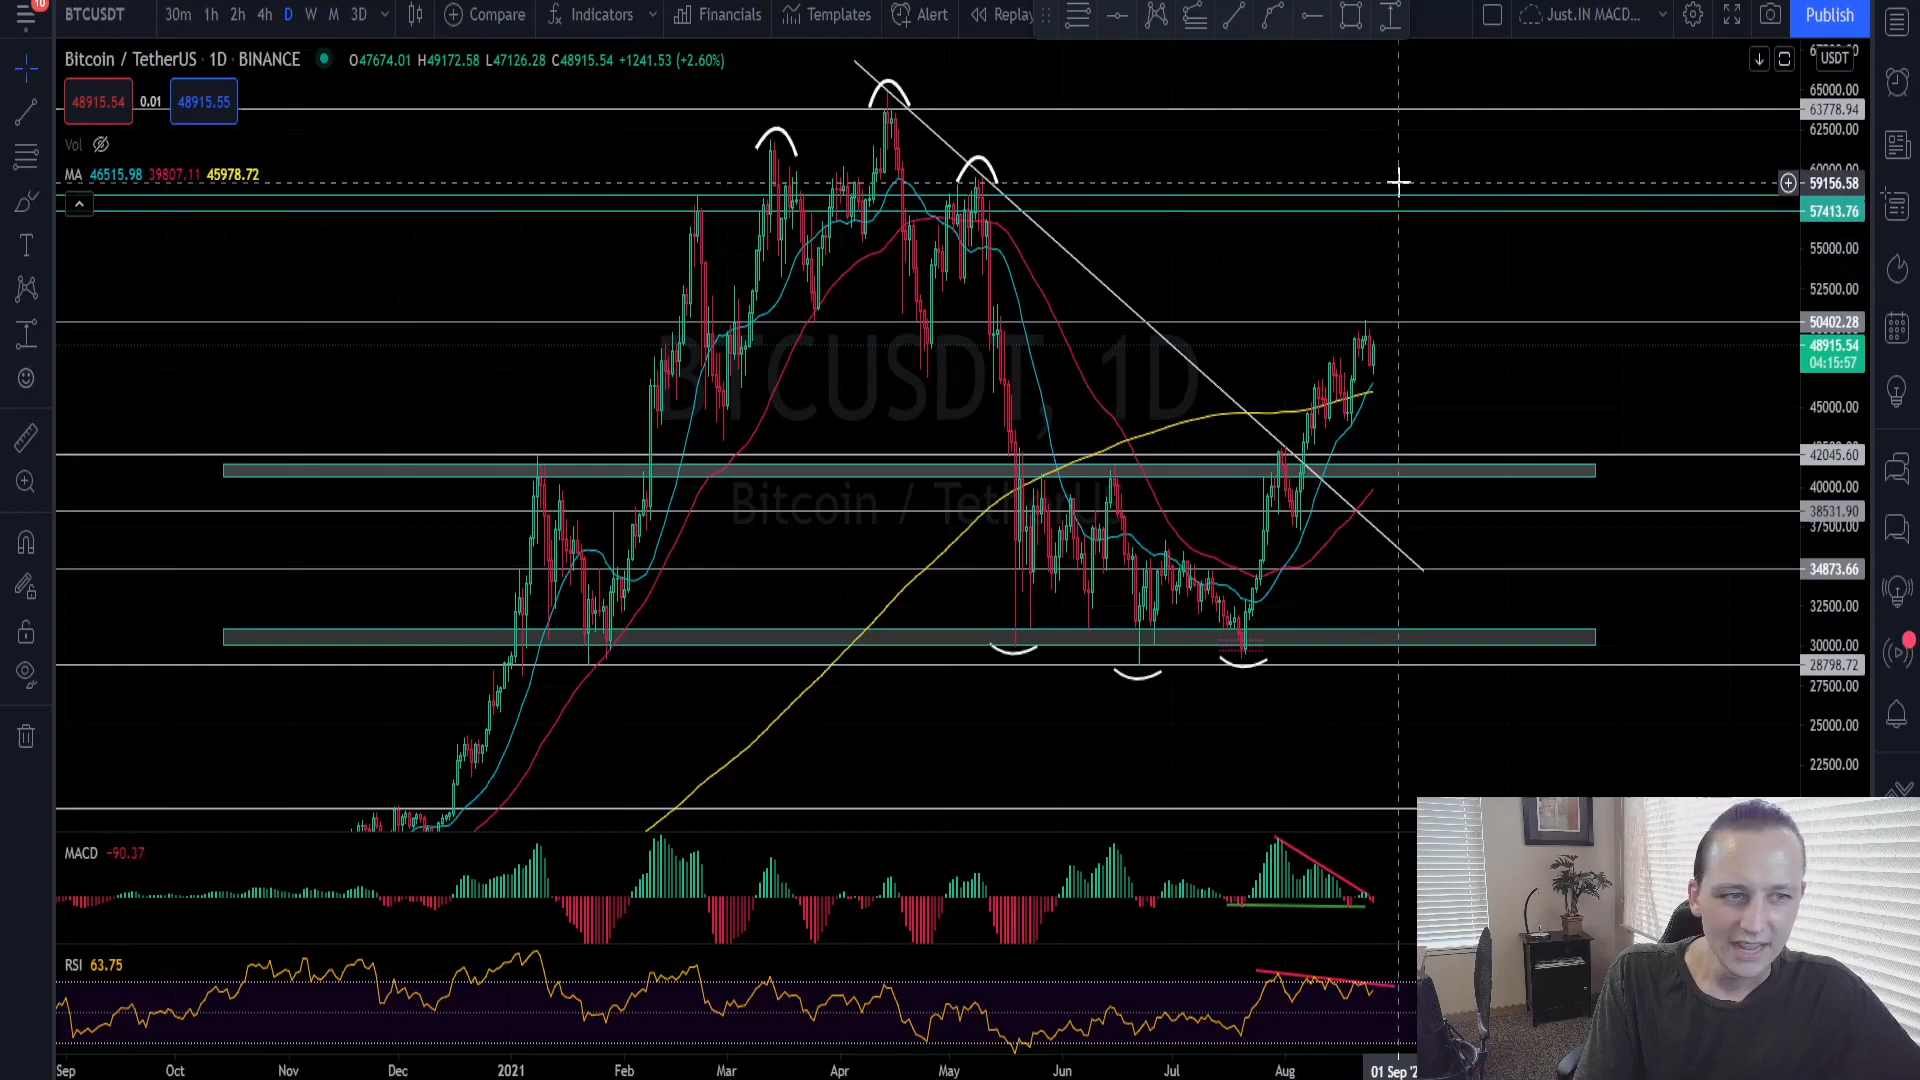 10
BTCUSDT 30m 1h 2h 4h D W M 3D Compare Indicators Financials Templates Alert Replay Just.IN MACD... Publish
Bitcoin / TetherUS · 1D · BINANCE O47674.01 H49172.58 L47126.28 C48915.54 +1241.53 (+2.60%)
USDT
48915.54 0.01 48915.55
Vol
MA 46515.98 39807.11 45978.72
65000.00
63778.94
62500.00
59156.58
57413.76
55000.00
52500.00
50402.28
48915.54
04:15:57
45000.00
42045.60
40000.00
38531.90
37500.00
34873.66
32500.00
30000.00
28798.72
27500.00
25000.00
22500.00
BTCUSDT, 1D
Bitcoin / TetherUS
MACD -90.37
RSI 63.75
Sep Oct Nov Dec 2021 Feb Mar Apr May Jun Jul Aug 01 Sep '2